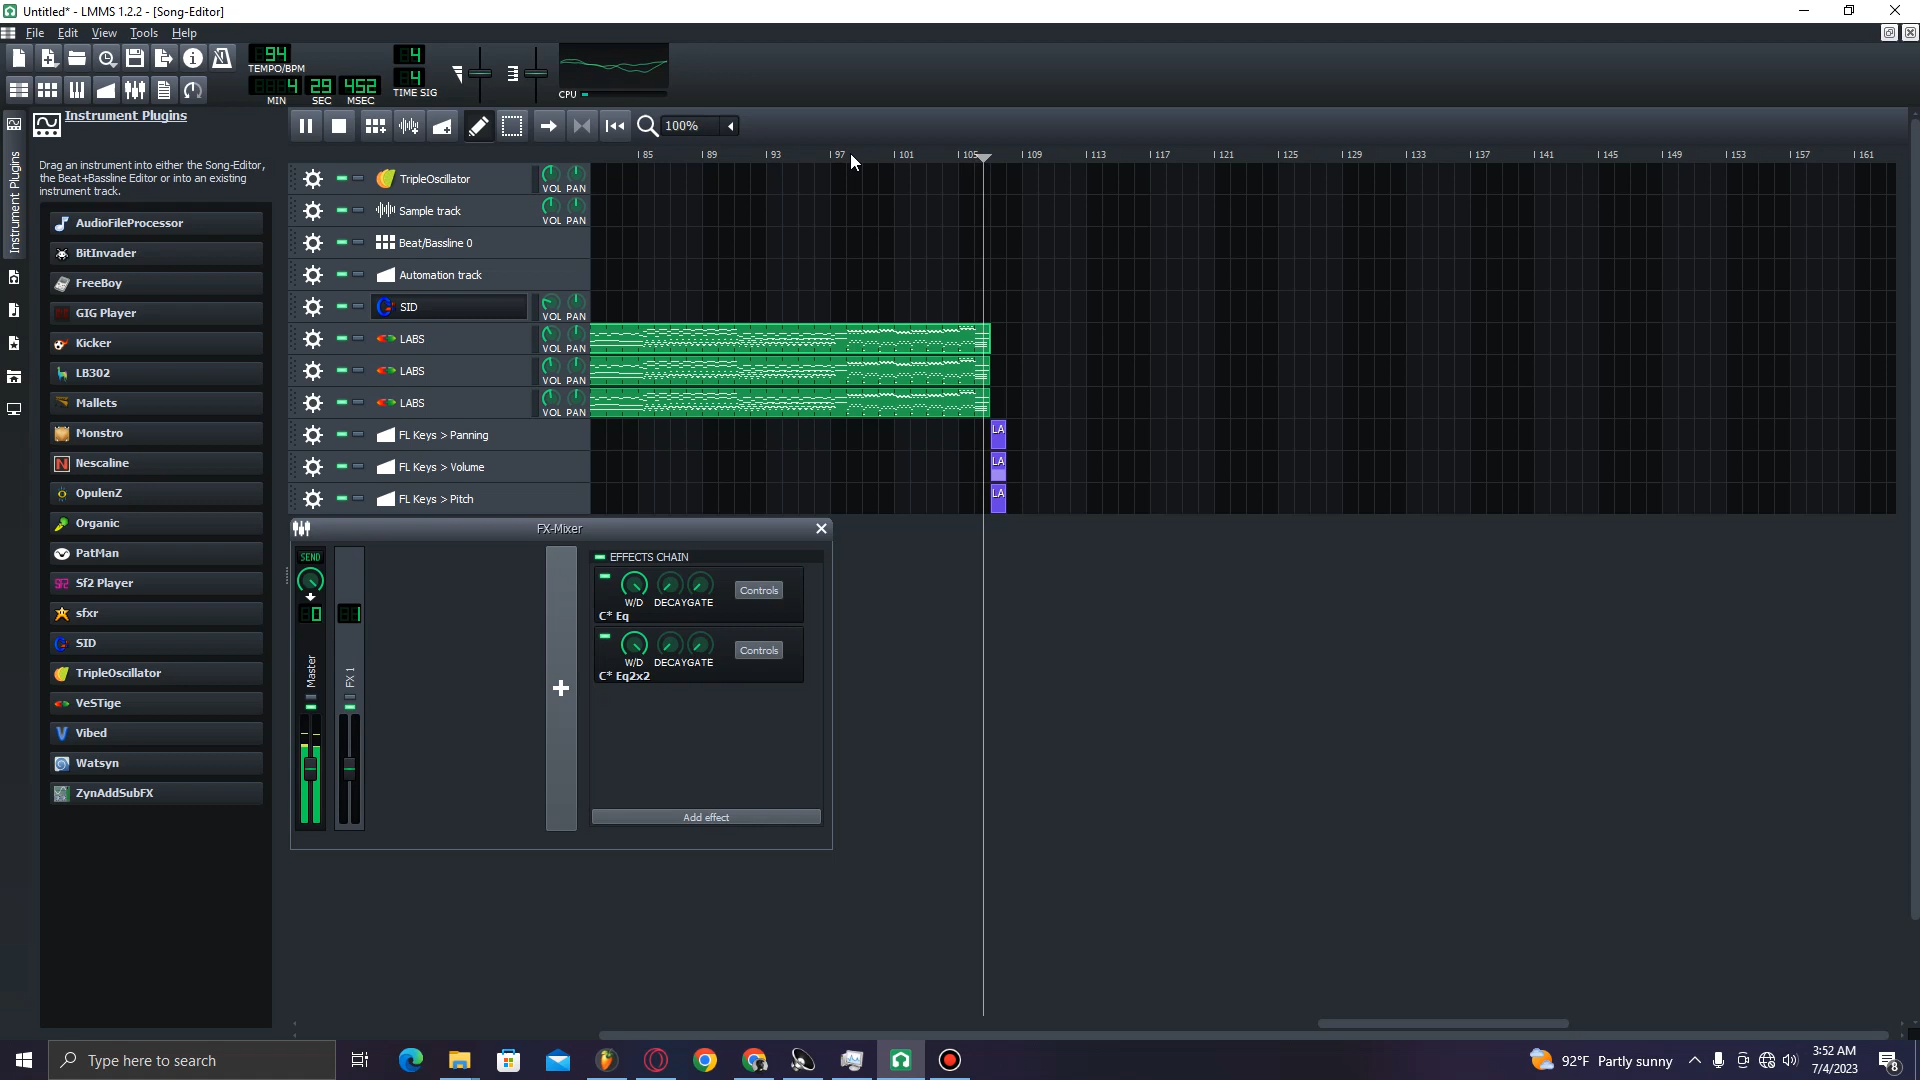 Untitled* - LMMS 1.2.2 - [Song-Editor]
File Edit View Tools Help
94
TEMPO/BPM
4 29 452
MIN SEC MSEC
4
4
TIME SIG
CPU
Instrument Plugins
Instrument Plugins
Drag an instrument into either the Song-Editor,
the Beat+Bassline Editor or into an existing
instrument track.
AudioFileProcessor
BitInvader
FreeBoy
GIG Player
Kicker
LB302
Mallets
Monstro
Nescaline
OpulenZ
Organic
PatMan
Sf2 Player
sfxr
SID
TripleOscillator
VeSTige
Vibed
Watsyn
ZynAddSubFX
100%
85 89 93 97 101 105 109 113 117 121 125 129 133 137 141 145 149 153 157 161
TripleOscillator VOL PAN
Sample track VOL PAN
Beat/Bassline 0
Automation track
SID VOL PAN
LABS VOL PAN
LABS VOL PAN
LABS VOL PAN
FL Keys > Panning LA
FL Keys > Volume LA
FL Keys > Pitch LA
FX-Mixer
SEND
0 1
Master
FX 1
EFFECTS CHAIN
W/D DECAY GATE Controls
C* Eq
W/D DECAY GATE Controls
C* Eq2x2
Add effect
Type here to search
92°F Partly sunny
3:52 AM
7/4/2023
8